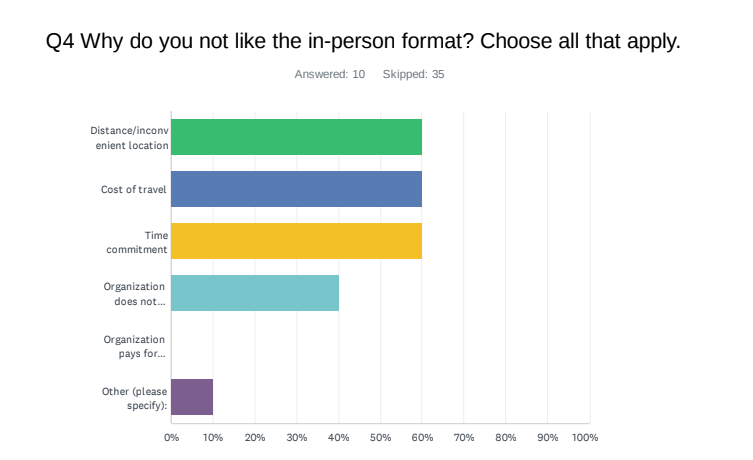 Q4 Why do you not like the in-person format? Choose all that apply.
Answered: 10 Skipped: 35
Distance/inconv
enient location
Cost of travel
Time
commitment
Organization
does not...
Organization
pays for...
Other (please
specify):
0% 10% 20% 30% 40% 50% 60% 70% 80% 90% 100%